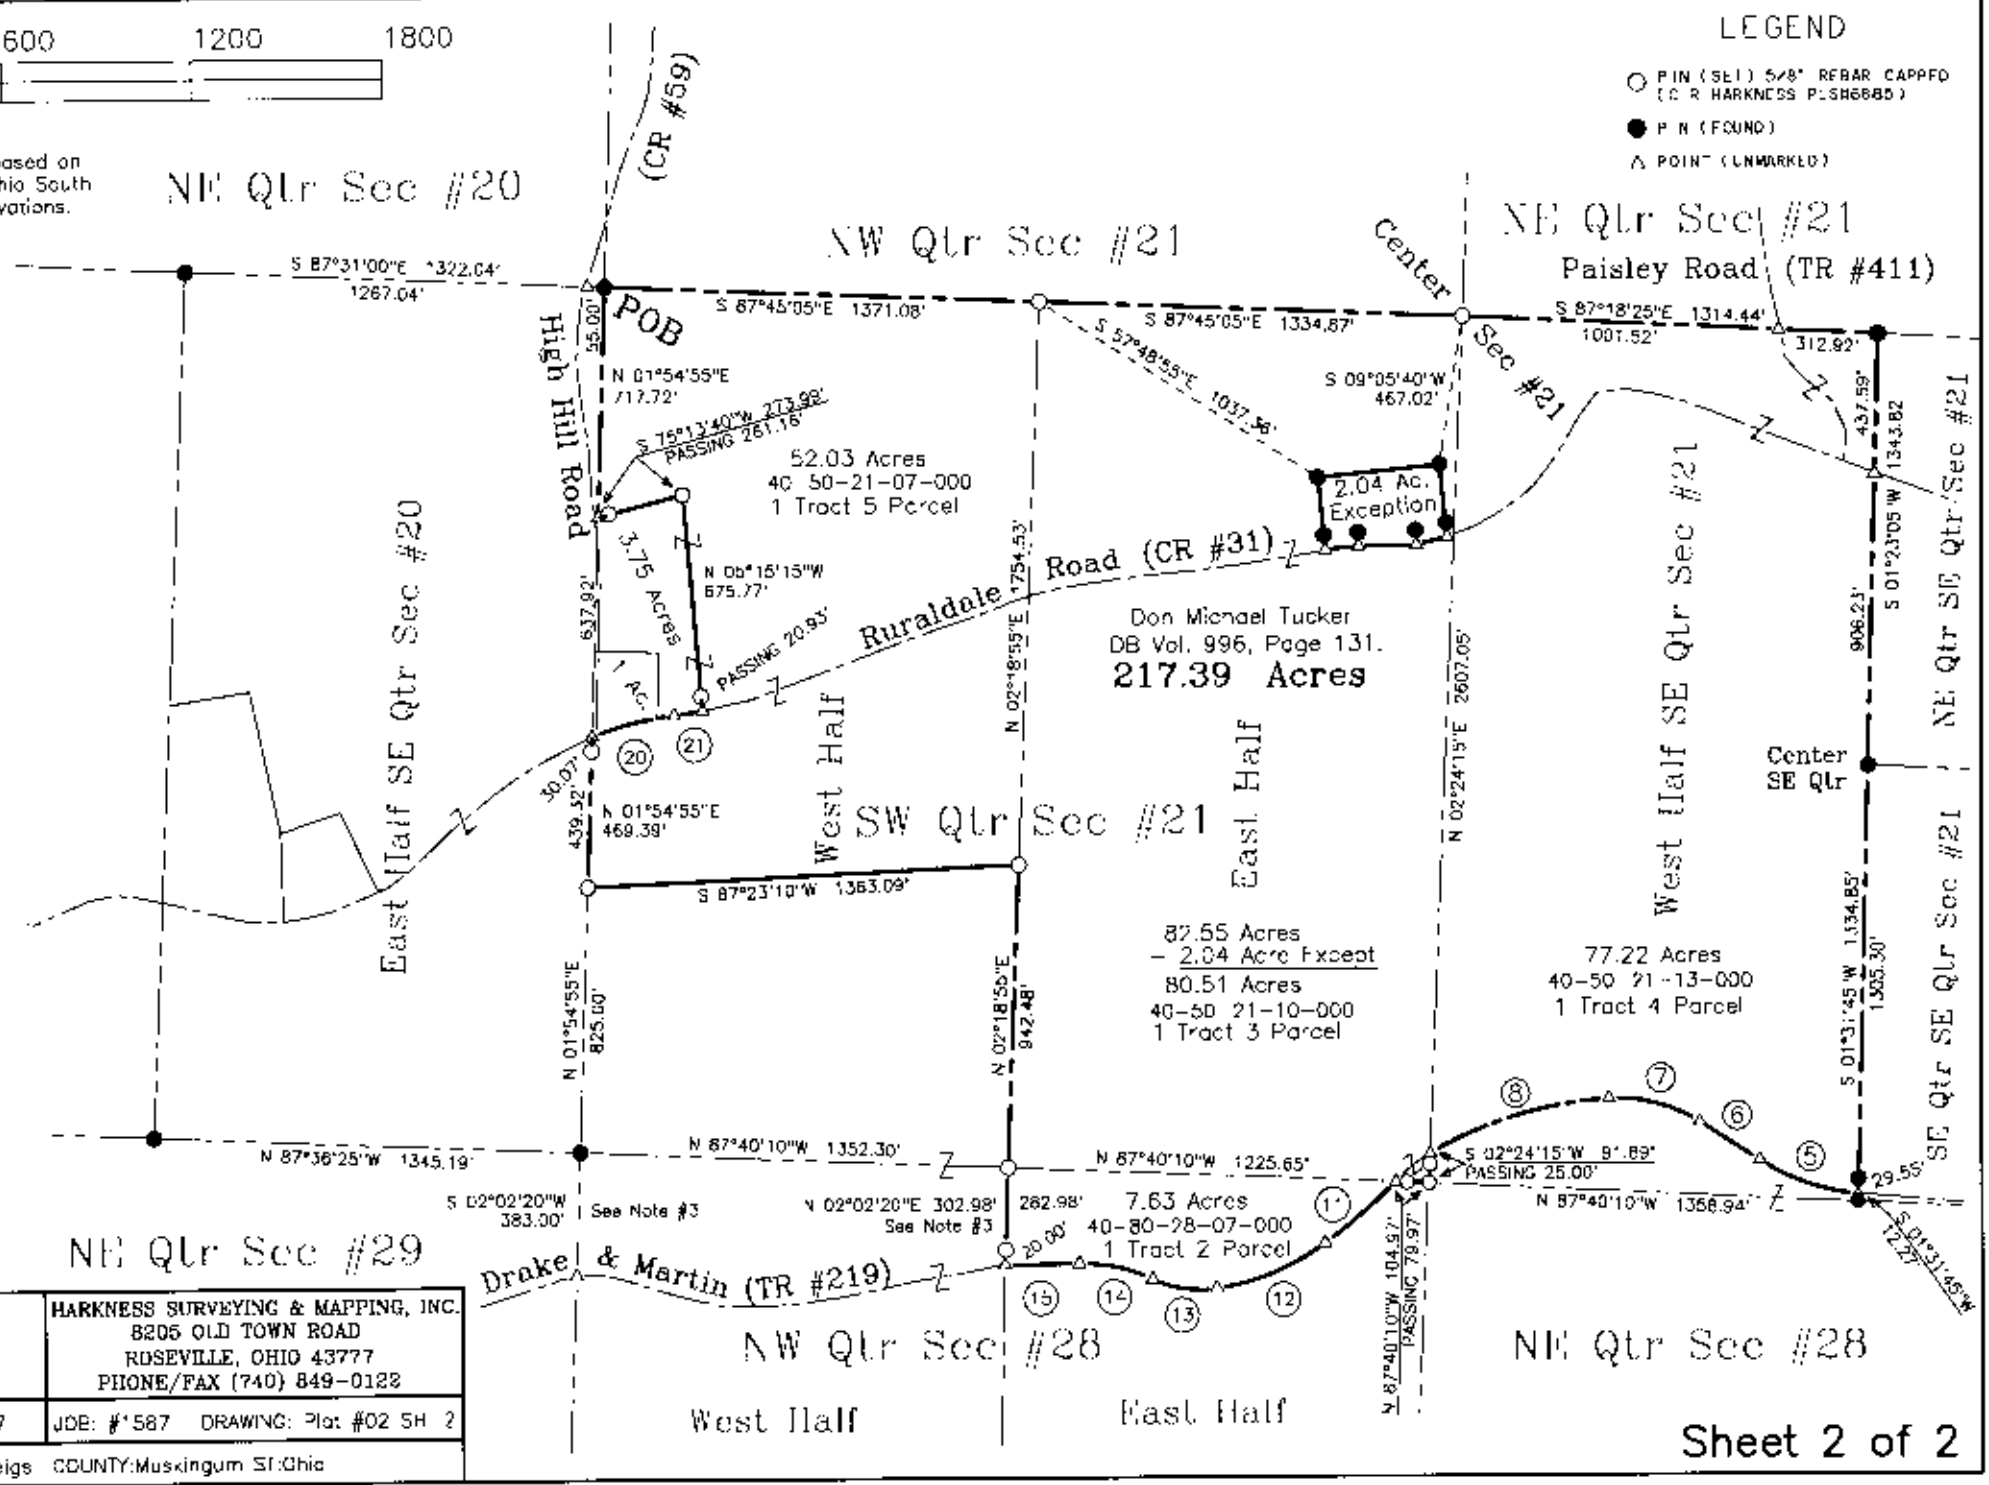 600 1200 1800
LEGEND
PIN (SET) 5/8" REBAR CAPPED
(C R HARKNESS PLS#6885)
PIN (FOUND)
POINT (UNMARKED)
based on
Ohio South
vations.
NE Qtr Sec #20
(CR #59)
NW Qtr Sec #21
Center
Sec #21
NE Qtr Sec #21
Paisley Road (TR #411)
S 87°31'00"E 1322.04'
1267.04'
55.00'
POB
S 87°45'05"E 1371.08'
S 87°45'05"E 1334.87'
S 87°18'25"E 1314.44'
1001.52'
312.92'
High Hill Road
N 01°54'55"E
717.72'
S 75°13'40"W 273.99'
PASSING 261.16'
S 57°48'55"E 1037.36'
S 09°05'40"W
467.02'
437.59'
S 01°23'05"W 1343.82
906.23'
52.03 Acres
40 50-21-07-000
1 Tract 5 Parcel
2.04 Ac.
Exception
3.75 Acres
N 06°15'15"W
675.77'
637.92'
1 AC.
PASSING 20.93'
Ruraldale Road (CR #31)
N 02°18'55"E 1754.53'
Don Michael Tucker
DB Vol. 996, Page 131.
217.39 Acres
N 02°24'15"E 2607.05'
West Half SE Qtr Sec #21
NE Qtr SE Qtr Sec #21
East Half SE Qtr Sec #20
20
21
30.07'
439.32'
N 01°54'55"E
469.39'
West Half
SW Qtr Sec #21
East Half
Center
SE Qtr
S 87°23'10"W 1363.09'
82.55 Acres
- 2.04 Acre Except
80.51 Acres
40-50 21-10-000
1 Tract 3 Parcel
77.22 Acres
40-50 21-13-000
1 Tract 4 Parcel
S 01°31'45"W 1334.85'
1305.30'
SE Qtr SE Qtr Sec #21
N 01°54'55"E
825.00'
N 02°18'55"E
942.48'
8
7
6
5
N 87°36'25"W 1345.19'
N 87°40'10"W 1352.30'
N 87°40'10"W 1225.65'
S 02°24'15"W 91.89'
PASSING 25.00'
29.55'
N 87°40'10"W 1358.94'
S 01°31'45"W
12.27'
S 02°02'20"W
383.00'
See Note #3
N 02°02'20"E 302.98'
See Note #3
282.98'
20.00'
7.63 Acres
40-80-28-07-000
1 Tract 2 Parcel
11
12
13
14
15
N 87°40'10"W 104.97'
PASSING 79.97'
NE Qtr Sec #29
Drake & Martin (TR #219)
NW Qtr Sec #28
NE Qtr Sec #28
West Half
East Half
HARKNESS SURVEYING & MAPPING, INC.
8205 OLD TOWN ROAD
ROSEVILLE, OHIO 43777
PHONE/FAX (740) 849-0122
7 JOB: #1587 DRAWING: Plat #02 SH 2
eigs COUNTY:Muskingum ST:Ohio
Sheet 2 of 2